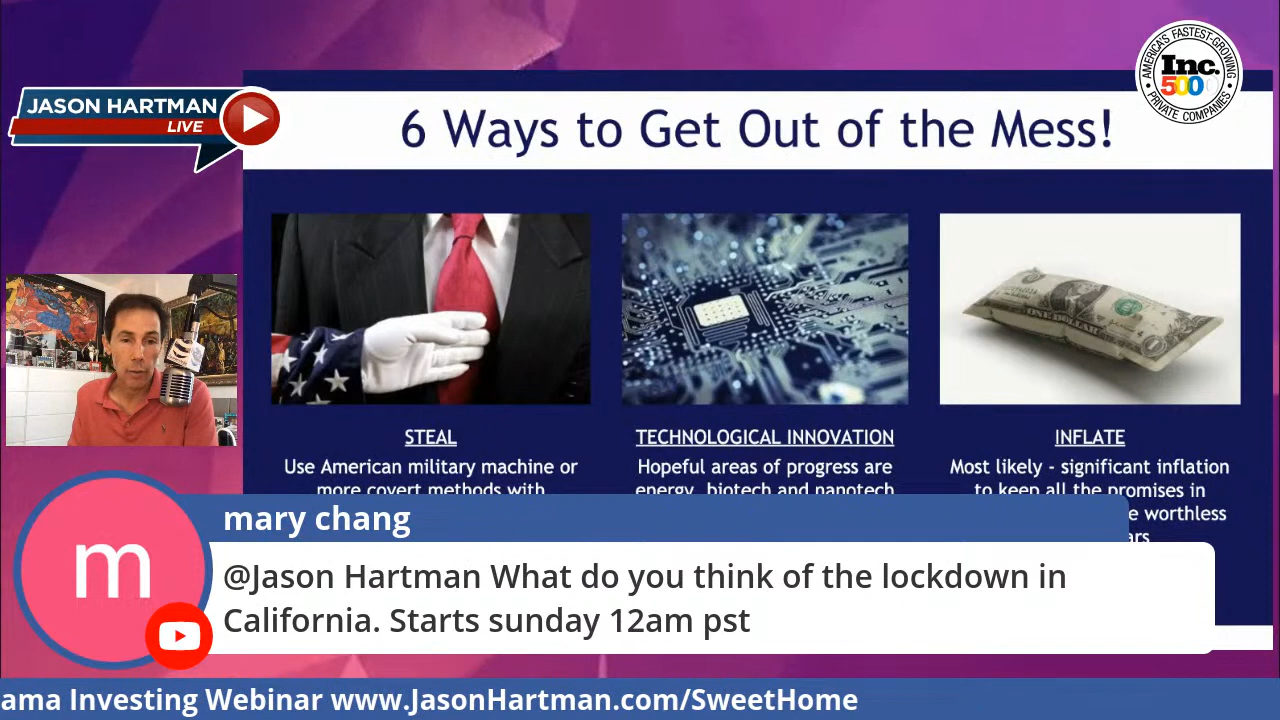 AMERICA'S FASTEST-GROWING
Inc.
500
PRIVATE COMPANIES
JASON HARTMAN
LIVE
6 Ways to Get Out of the Mess!
ONE DOLLAR
STEAL
Use American military machine or
more covert methods with
TECHNOLOGICAL INNOVATION
Hopeful areas of progress are
energy, biotech and nanotech
INFLATE
Most likely - significant inflation
to keep all the promises in
worthless
m
mary chang
@Jason Hartman What do you think of the lockdown in
California. Starts sunday 12am pst
ama Investing Webinar www.JasonHartman.com/SweetHome